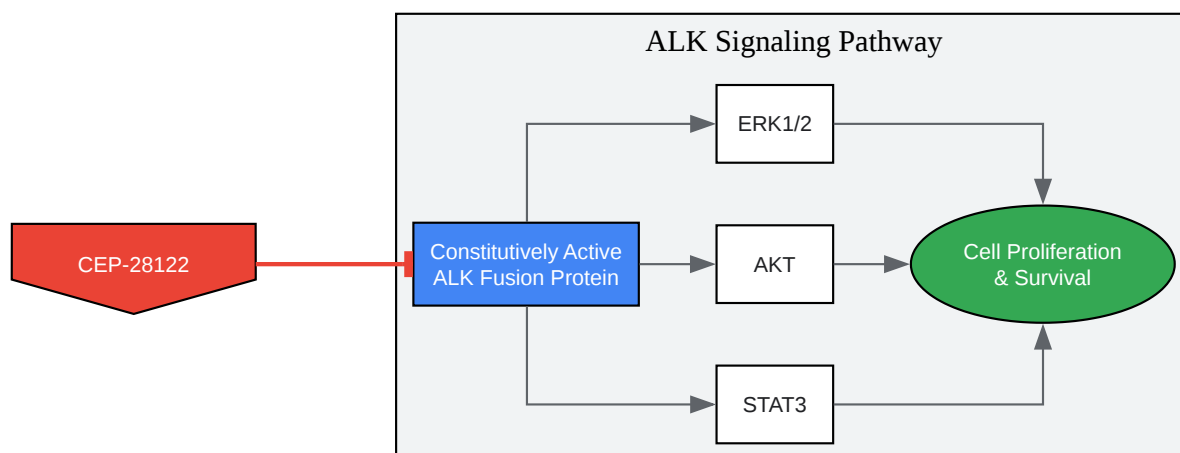 ALK Signaling Pathway
ERK1/2
CEP-28122
Constitutively Active
ALK Fusion Protein
AKT
Cell Proliferation
& Survival
STAT3